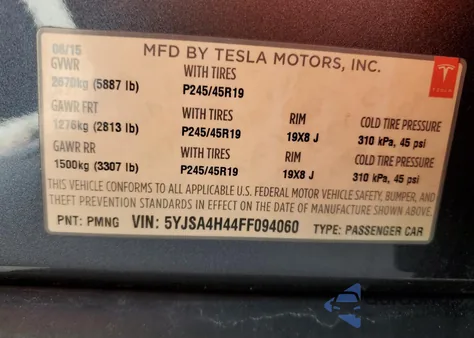 08/15 MFD BY TESLA MOTORS, INC.
GVWR WITH TIRES
2670kg (5887 lb) P245/45R19
TESLA
GAWR FRT WITH TIRES RIM COLD TIRE PRESSURE
1276kg (2813 lb) P245/45R19 19X8 J 310 kPa, 45 psi
GAWR RR WITH TIRES RIM COLD TIRE PRESSURE
1500kg (3307 lb) P245/45R19 19X8 J 310 kPa, 45 psi
THIS VEHICLE CONFORMS TO ALL APPLICABLE U.S. FEDERAL MOTOR VEHICLE SAFETY, BUMPER, AND
THEFT PREVENTION STANDARDS IN EFFECT ON THE DATE OF MANUFACTURE SHOWN ABOVE.
PNT: PMNG VIN: 5YJSA4H44FF094060 TYPE: PASSENGER CAR